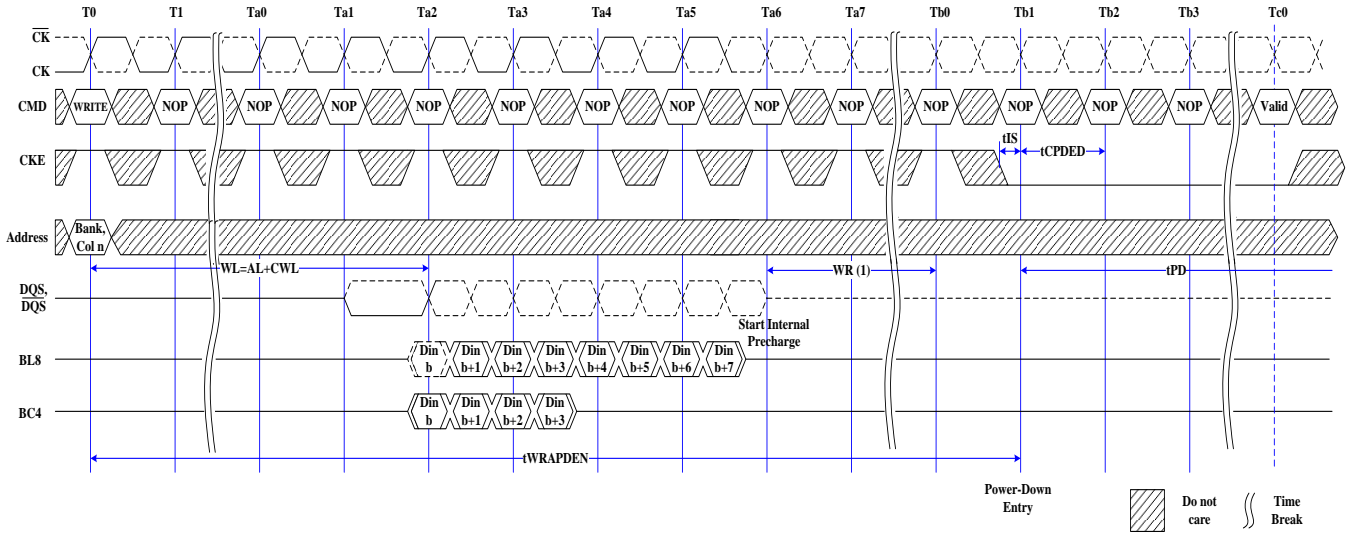 T0 T1 Ta0 Ta1 Ta2 Ta3 Ta4 Ta5 Ta6 Ta7 Tb0 Tb1 Tb2 Tb3 Tc0
CK
CK
CMD WRITE NOP NOP NOP NOP NOP NOP NOP NOP NOP NOP NOP NOP NOP Valid
tIS
CKE tCPDED
Address Bank,
Col n
WL=AL+CWL WR (1) tPD
DQS,
DQS
Start Internal
Precharge
BL8 Din Din Din Din Din Din Din Din
b b+1 b+2 b+3 b+4 b+5 b+6 b+7
BC4 Din Din Din Din
b b+1 b+2 b+3
tWRAPDEN
Power-Down
Entry
Do not
care
Time
Break